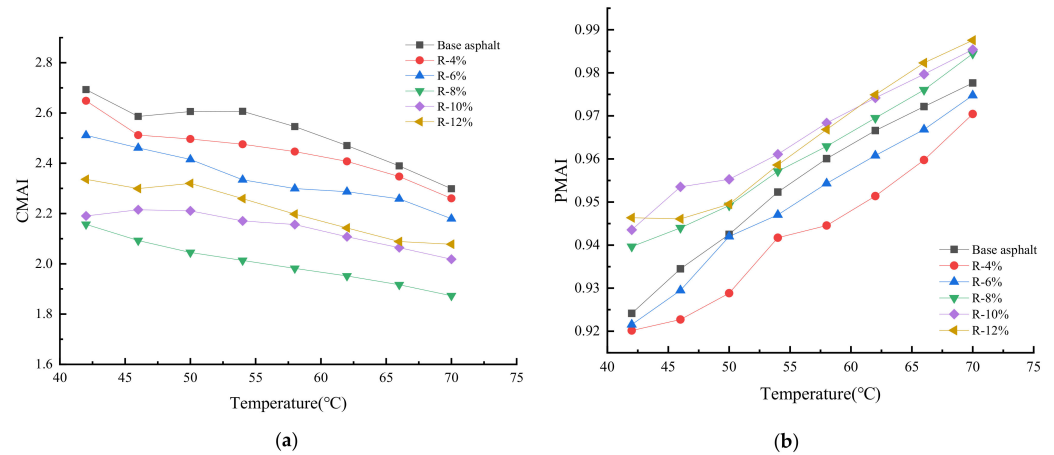 CMAI
2.8
2.6
2.4
2.2
2.0
1.8
1.6
40 45 50 55 60 65 70 75
Temperature(℃)
Base asphalt
R-4%
R-6%
R-8%
R-10%
R-12%
(a)
PMAI
0.99
0.98
0.97
0.96
0.95
0.94
0.93
0.92
40 45 50 55 60 65 70 75
Temperature(℃)
Base asphalt
R-4%
R-6%
R-8%
R-10%
R-12%
(b)